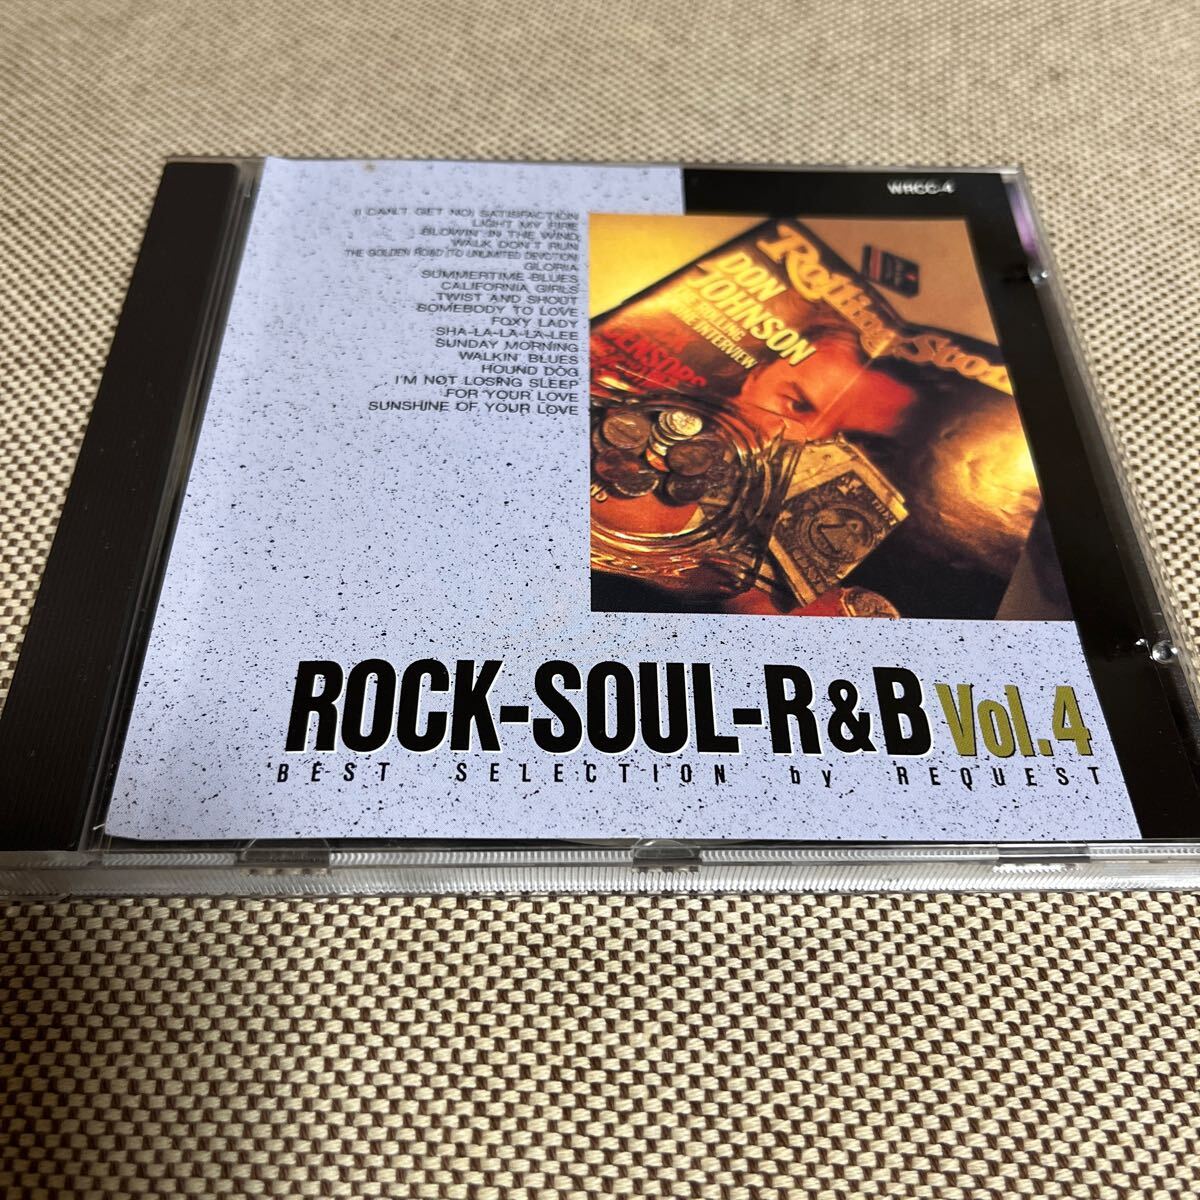 WRCC-4
(I CAN'T GET NO) SATISFACTION
LIGHT MY FIRE
BLOWIN' IN THE WIND
WALK DON'T RUN
THE GOLDEN ROAD (TO UNLIMITED DEVOTION)
GLORIA
SUMMERTIME BLUES
CALIFORNIA GIRLS
TWIST AND SHOUT
SOMEBODY TO LOVE
FOXY LADY
SHA-LA-LA-LA-LEE
SUNDAY MORNING
WALKIN' BLUES
HOUND DOG
I'M NOT LOSING SLEEP
FOR YOUR LOVE
SUNSHINE OF YOUR LOVE
Rolling Stone
DON
JOHNSON
INTERVIEW
ROCK-SOUL-R&B Vol.4
BEST SELECTION by REQUEST